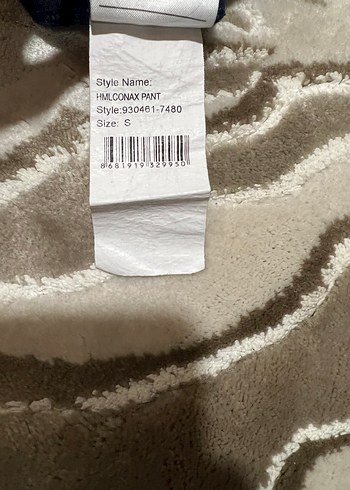 Style Name:
HMLCONAX PANT
Style:930461-7480
Size: S
8681919329950